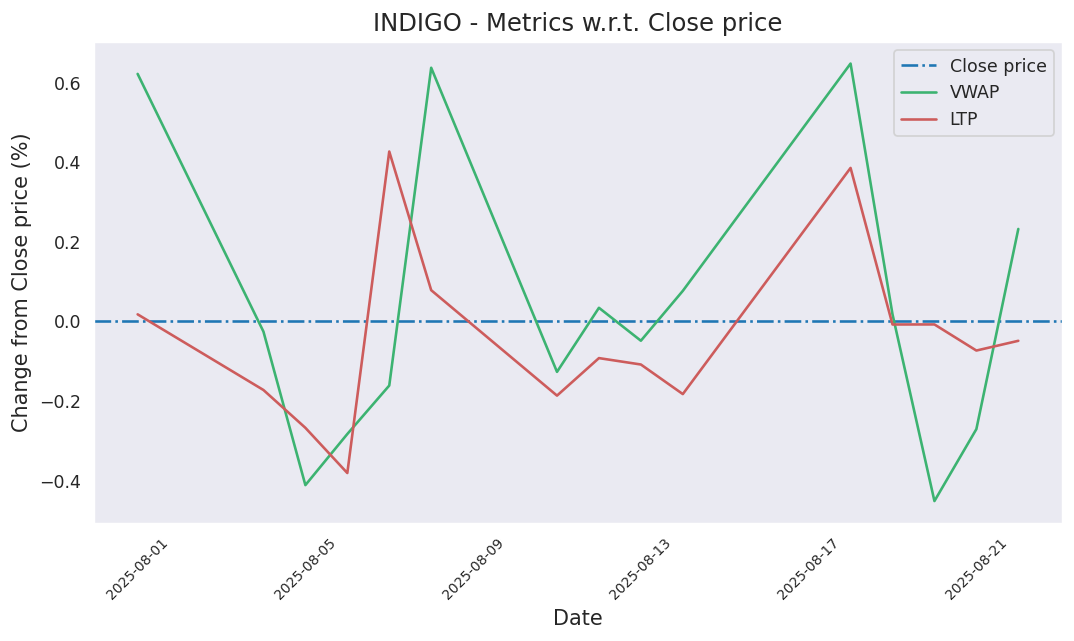 INDIGO - Metrics w.r.t. Close price
Close price
VWAP
LTP
Change from Close price (%)
0.6
0.4
0.2
0.0
−0.2
−0.4
2025-08-01
2025-08-05
2025-08-09
2025-08-13
2025-08-17
2025-08-21
Date